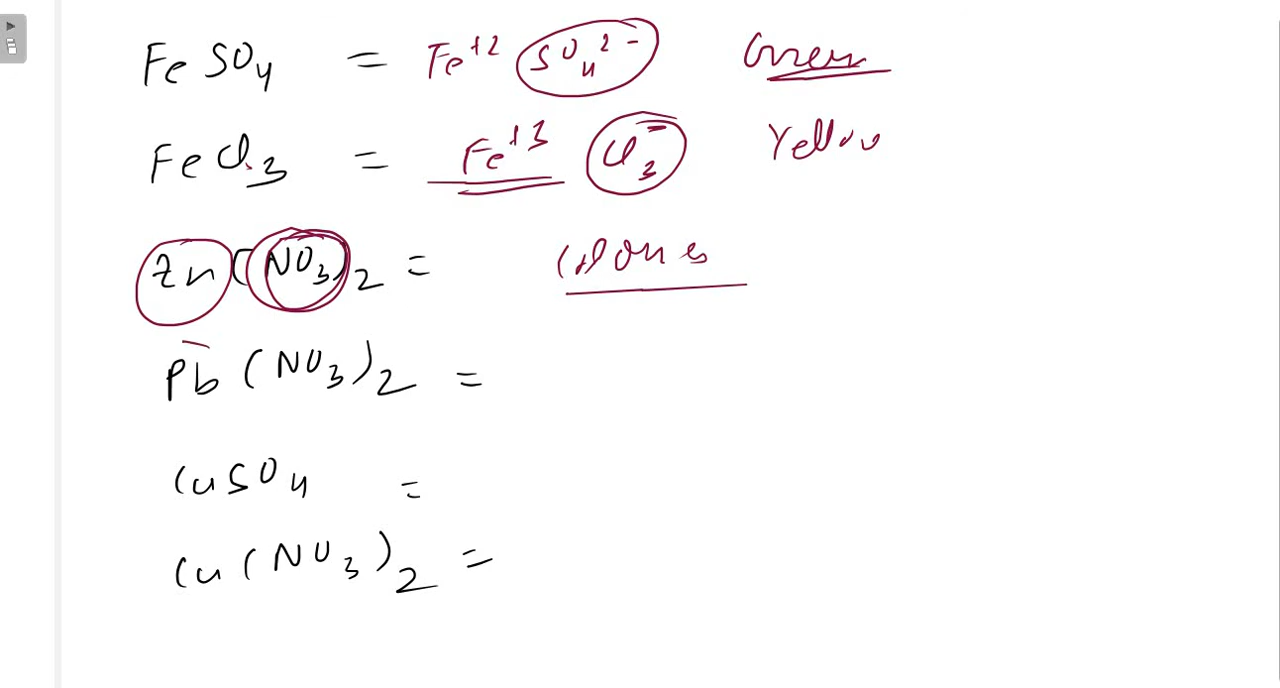 FeSO4 = Fe+2 SO4 2- Green
FeCl3 = Fe+3 Cl3- Yellow
Zn(NO3)2 =
Pb(NO3)2 =
CuSO4 =
Cu(NO3)2 =